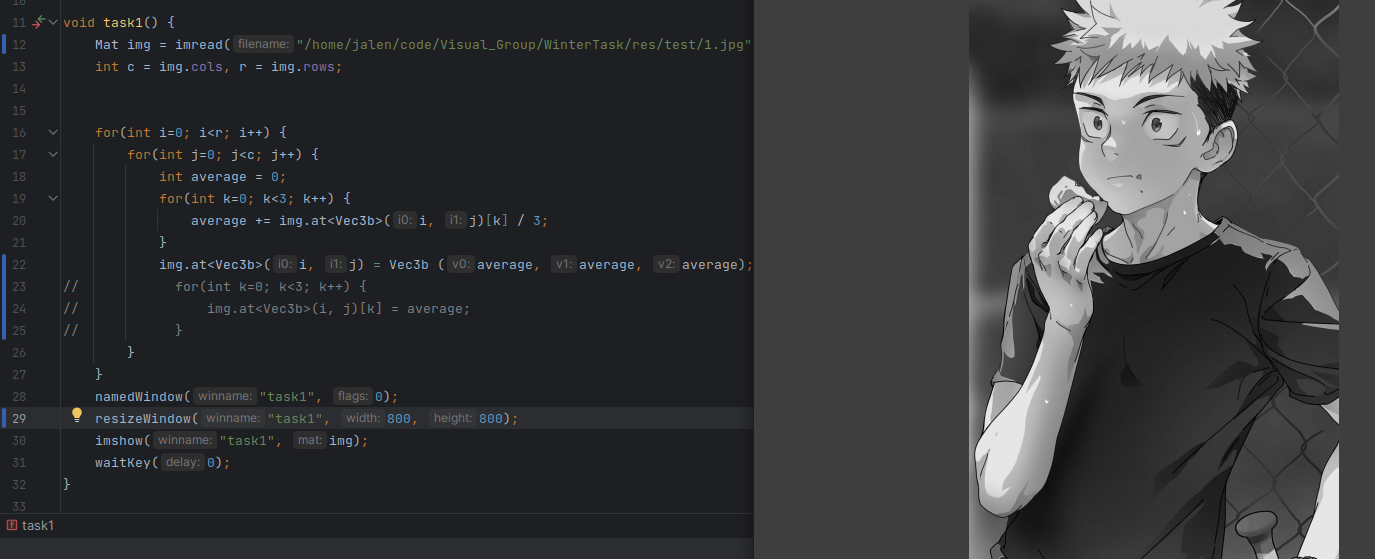 11 void task1() {
12 Mat img = imread( filename: "/home/jalen/code/Visual_Group/WinterTask/res/test/1.jpg"
13 int c = img.cols, r = img.rows;
14
15
16 for(int i=0; i<r; i++) {
17 for(int j=0; j<c; j++) {
18 int average = 0;
19 for(int k=0; k<3; k++) {
20 average += img.at<Vec3b>( i0: i, i1: j)[k] / 3;
21 }
22 img.at<Vec3b>( i0: i, i1: j) = Vec3b ( v0: average, v1: average, v2: average);
23 // for(int k=0; k<3; k++) {
24 // img.at<Vec3b>(i, j)[k] = average;
25 // }
26 }
27 }
28 namedWindow( winname: "task1", flags: 0);
29 resizeWindow( winname: "task1", width: 800, height: 800);
30 imshow( winname: "task1", mat: img);
31 waitKey( delay: 0);
32 }
33
f task1